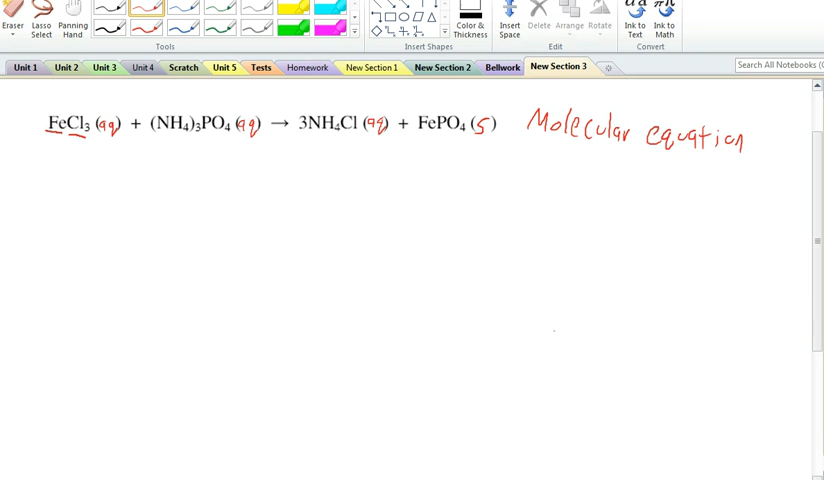 Eraser
Lasso
Select
Panning
Hand
Tools
Insert Shapes
Color &
Thickness
Insert
Space
Delete
Arrange
Rotate
Edit
Ink to
Text
Ink to
Math
Convert
Unit 1 Unit 2 Unit 3 Unit 4 Scratch Unit 5 Tests Homework New Section 1 New Section 2 Bellwork New Section 3
Search All Notebooks (C
FeCl₃ (aq) + (NH₄)₃PO₄ (aq) → 3NH₄Cl (aq) + FePO₄ (s) Molecular equation